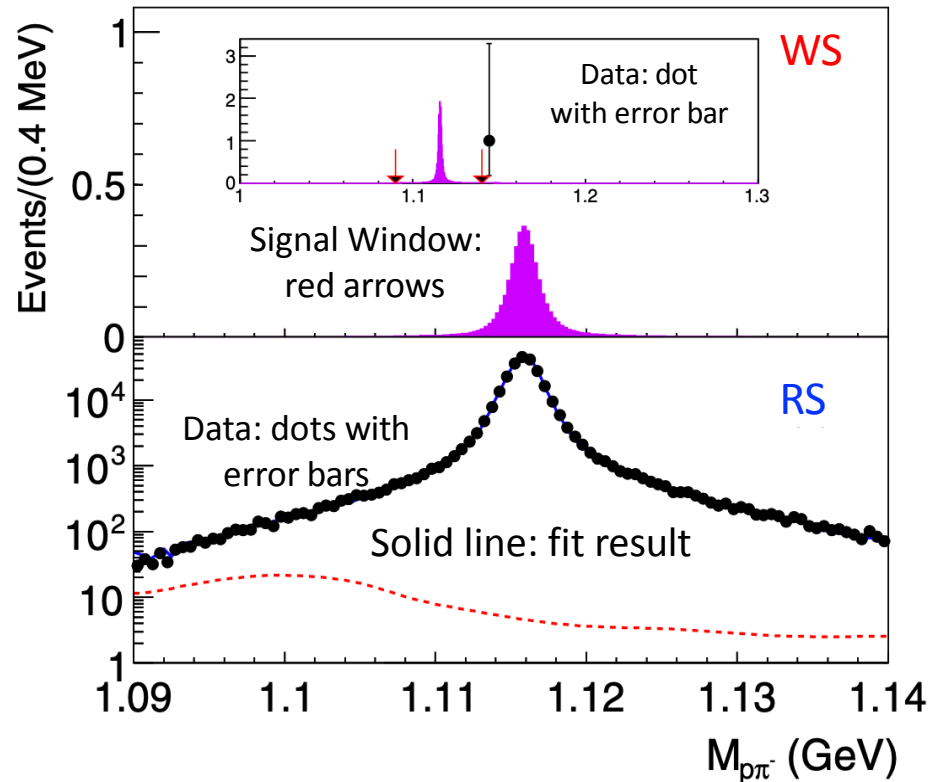 Events/(0.4 MeV)
1
0.5
0
WS
3
2
1
0
1
1.1
1.2
1.3
Data: dot
with error bar
Signal Window:
red arrows
10⁴
10³
10²
10
1
RS
Data: dots with
error bars
Solid line: fit result
1.09
1.1
1.11
1.12
1.13
1.14
M_{pπ⁻} (GeV)